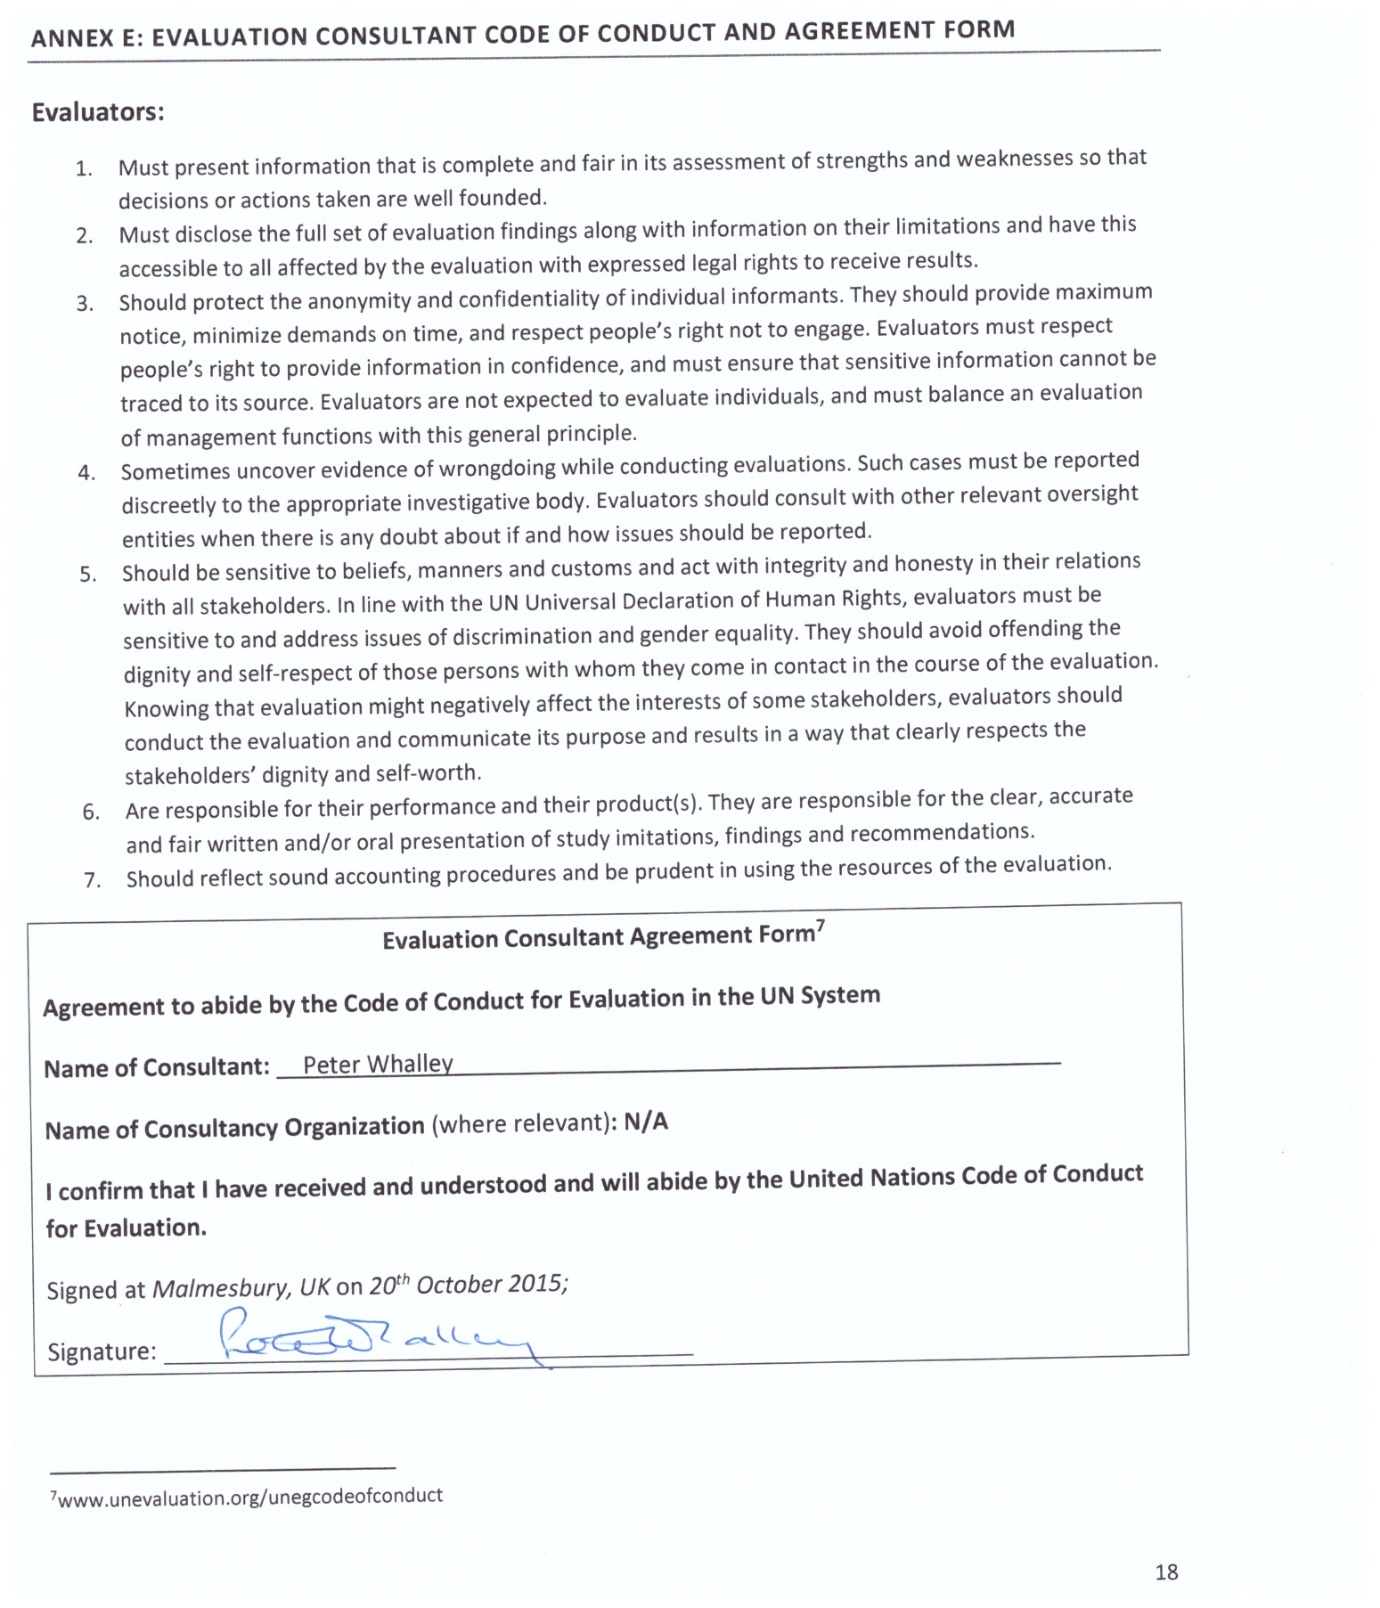 ANNEX E: EVALUATION CONSULTANT CODE OF CONDUCT AND AGREEMENT FORM
Evaluators:
1. Must present information that is complete and fair in its assessment of strengths and weaknesses so that
decisions or actions taken are well founded.
2. Must disclose the full set of evaluation findings along with information on their limitations and have this
accessible to all affected by the evaluation with expressed legal rights to receive results.
3. Should protect the anonymity and confidentiality of individual informants. They should provide maximum
notice, minimize demands on time, and respect people's right not to engage. Evaluators must respect
people's right to provide information in confidence, and must ensure that sensitive information cannot be
traced to its source. Evaluators are not expected to evaluate individuals, and must balance an evaluation
of management functions with this general principle.
4. Sometimes uncover evidence of wrongdoing while conducting evaluations. Such cases must be reported
discreetly to the appropriate investigative body. Evaluators should consult with other relevant oversight
entities when there is any doubt about if and how issues should be reported.
5. Should be sensitive to beliefs, manners and customs and act with integrity and honesty in their relations
with all stakeholders. In line with the UN Universal Declaration of Human Rights, evaluators must be
sensitive to and address issues of discrimination and gender equality. They should avoid offending the
dignity and self-respect of those persons with whom they come in contact in the course of the evaluation.
Knowing that evaluation might negatively affect the interests of some stakeholders, evaluators should
conduct the evaluation and communicate its purpose and results in a way that clearly respects the
stakeholders' dignity and self-worth.
6. Are responsible for their performance and their product(s). They are responsible for the clear, accurate
and fair written and/or oral presentation of study imitations, findings and recommendations.
7. Should reflect sound accounting procedures and be prudent in using the resources of the evaluation.
Evaluation Consultant Agreement Form7
Agreement to abide by the Code of Conduct for Evaluation in the UN System
Name of Consultant: Peter Whalley
Name of Consultancy Organization (where relevant): N/A
I confirm that I have received and understood and will abide by the United Nations Code of Conduct
for Evaluation.
Signed at Malmesbury, UK on 20th October 2015;
Signature: Peter Whalley
7www.unevaluation.org/unegcodeofconduct
18